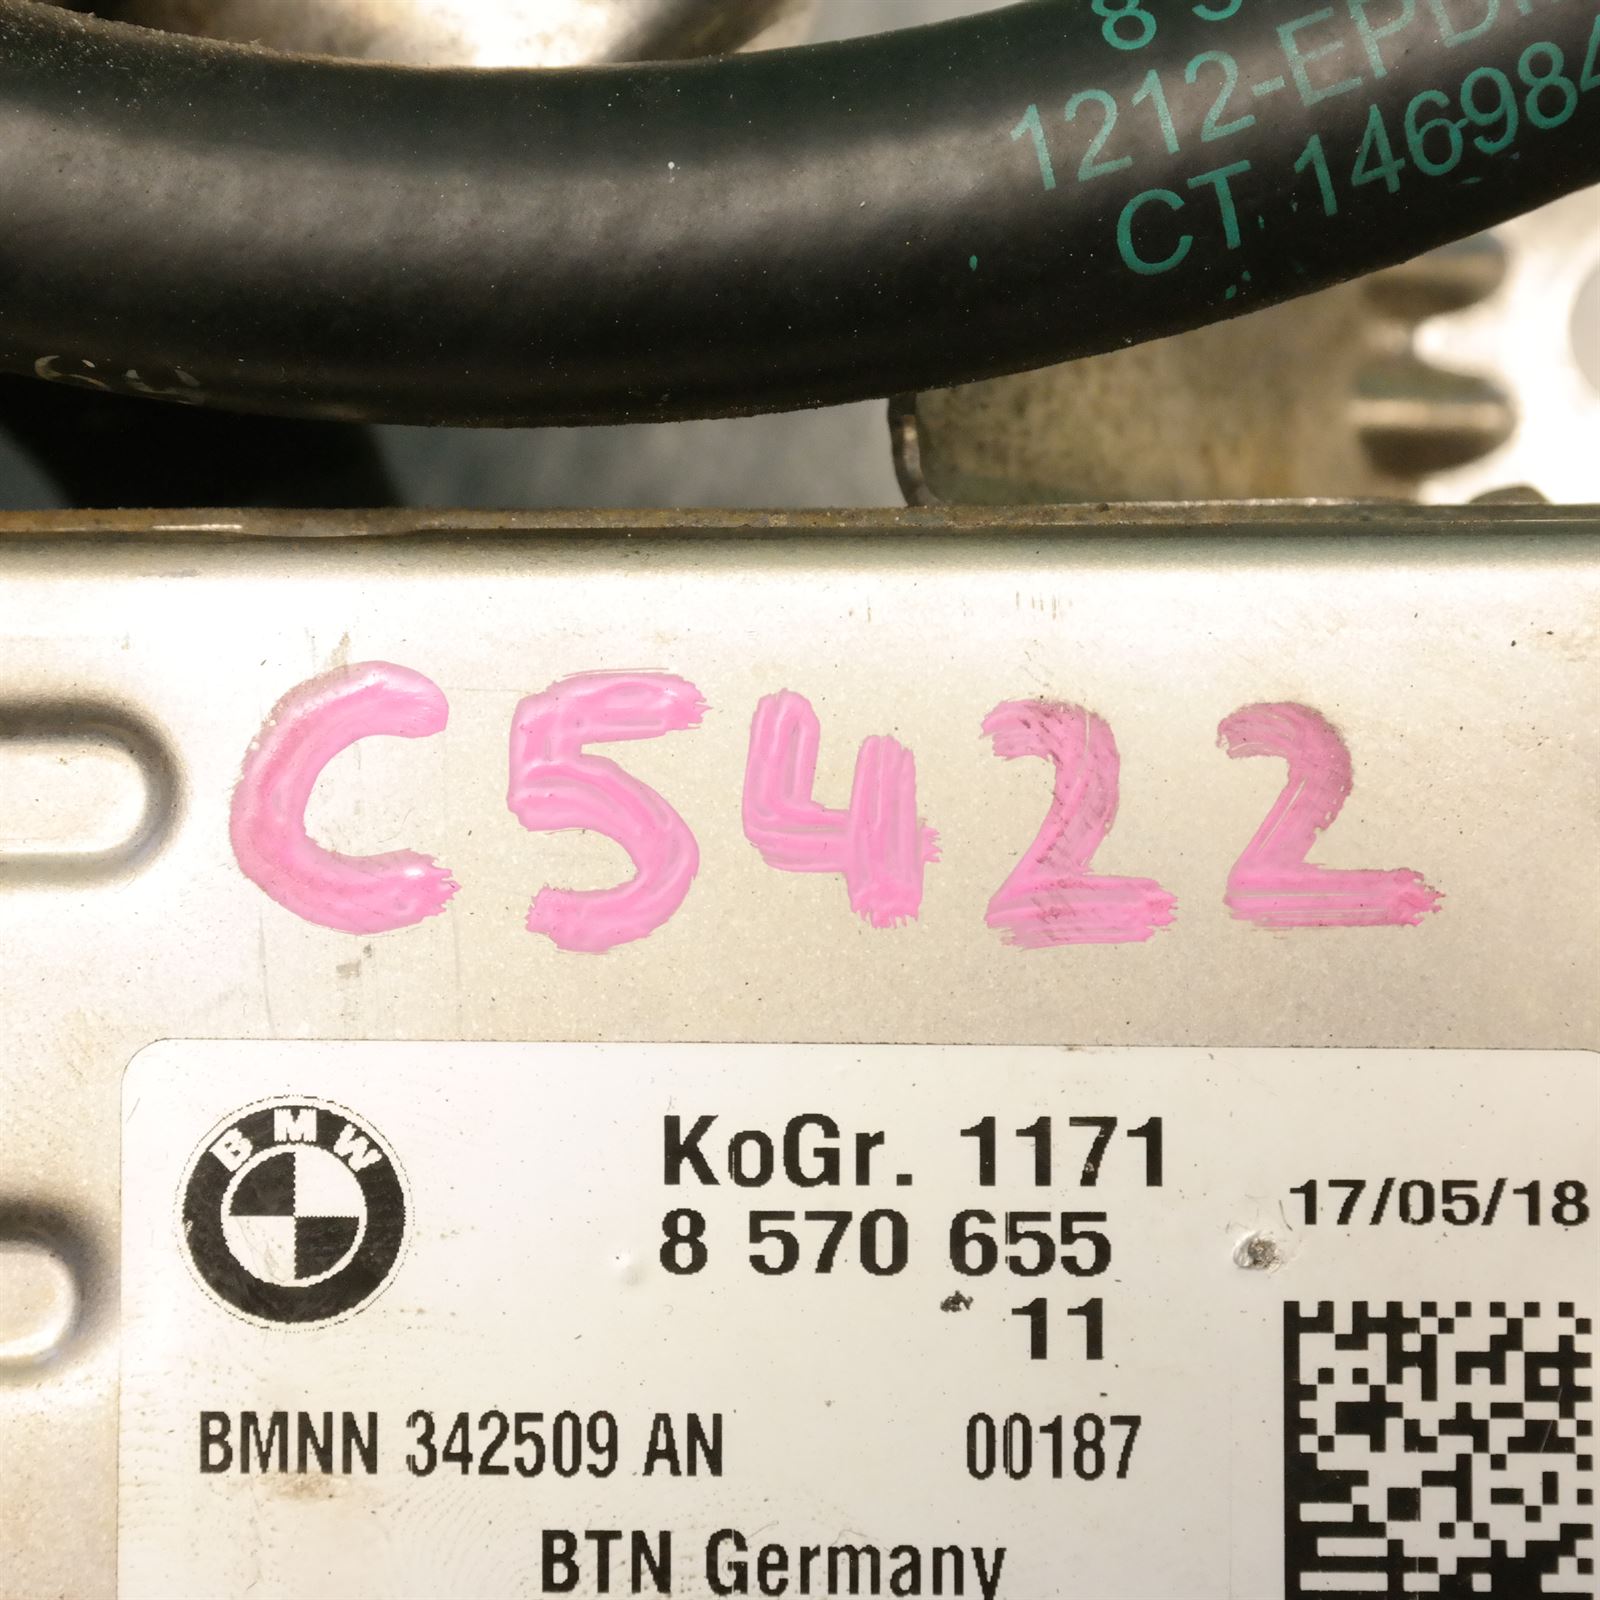 1212-EPDM
CT 146984
C5422
BMW
KoGr. 1171
8 570 655
17/05/18
11
BMNN 342509 AN 00187
BTN Germany